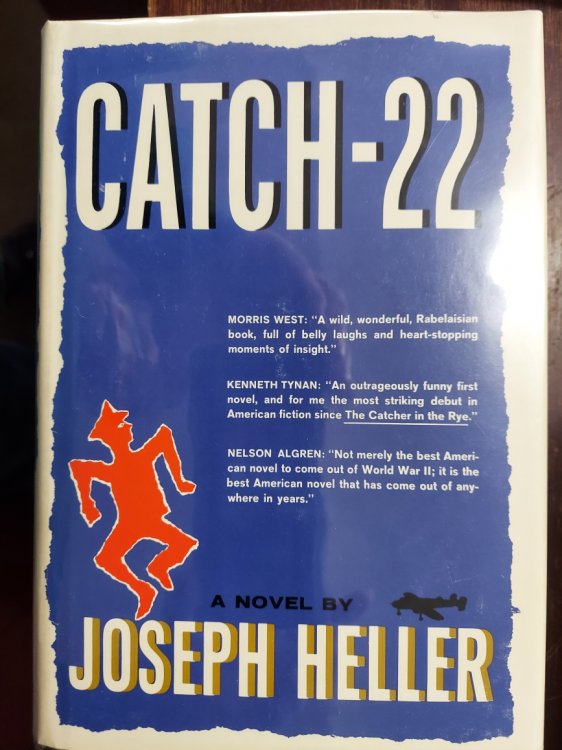 CATCH-22
MORRIS WEST: "A wild, wonderful, Rabelaisian
book, full of belly laughs and heart-stopping
moments of insight."
KENNETH TYNAN: "An outrageously funny first
novel, and for me the most striking debut in
American fiction since The Catcher in the Rye."
NELSON ALGREN: "Not merely the best Ameri-
can novel to come out of World War II; it is the
best American novel that has come out of any-
where in years."
A NOVEL BY
JOSEPH HELLER